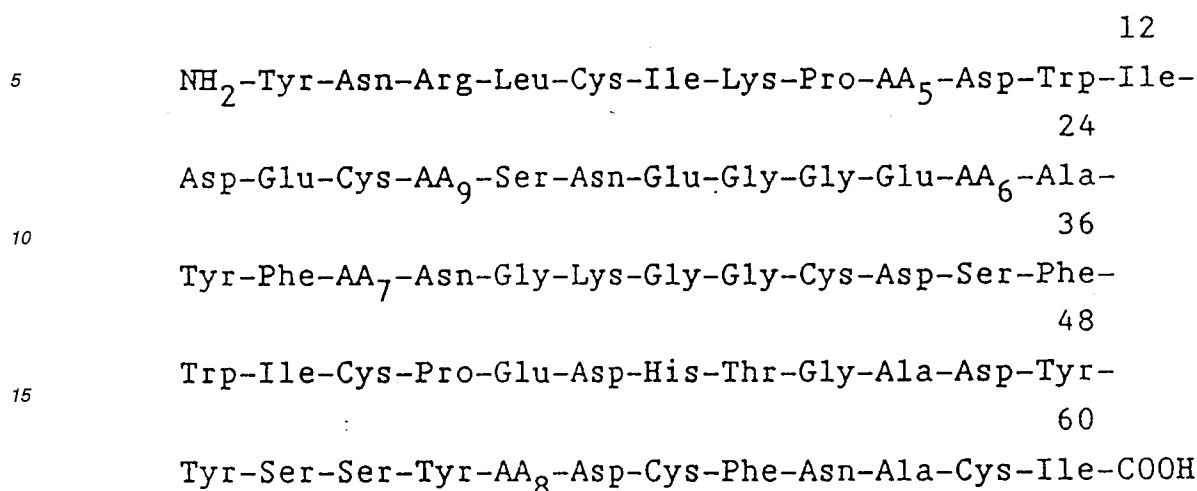 12
5 NH2-Tyr-Asn-Arg-Leu-Cys-Ile-Lys-Pro-AA5-Asp-Trp-Ile-
24
Asp-Glu-Cys-AA9-Ser-Asn-Glu-Gly-Gly-Glu-AA6-Ala-
36
10
Tyr-Phe-AA7-Asn-Gly-Lys-Gly-Gly-Cys-Asp-Ser-Phe-
48
Trp-Ile-Cys-Pro-Glu-Asp-His-Thr-Gly-Ala-Asp-Tyr-
15
60
Tyr-Ser-Ser-Tyr-AA8-Asp-Cys-Phe-Asn-Ala-Cys-Ile-COOH